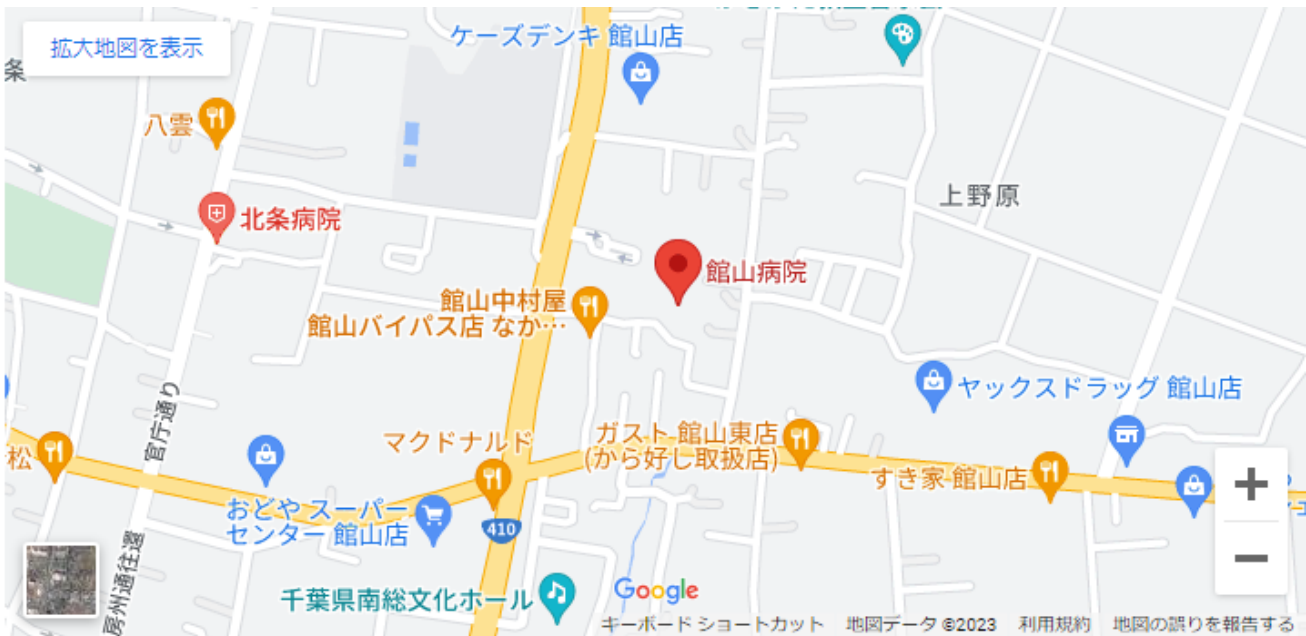 拡大地図を表示
条
ケーズデンキ 館山店
八雲
上野原
北条病院
館山病院
館山中村屋
館山バイパス店 なか…
官庁通り
ヤックスドラッグ 館山店
マクドナルド
ガスト 館山東店
(から好し取扱店)
松
すき家 館山店
おどや スーパー
センター 館山店
410
房州通往還
千葉県南総文化ホール
Google
キーボード ショートカット
地図データ ©2023
利用規約
地図の誤りを報告する